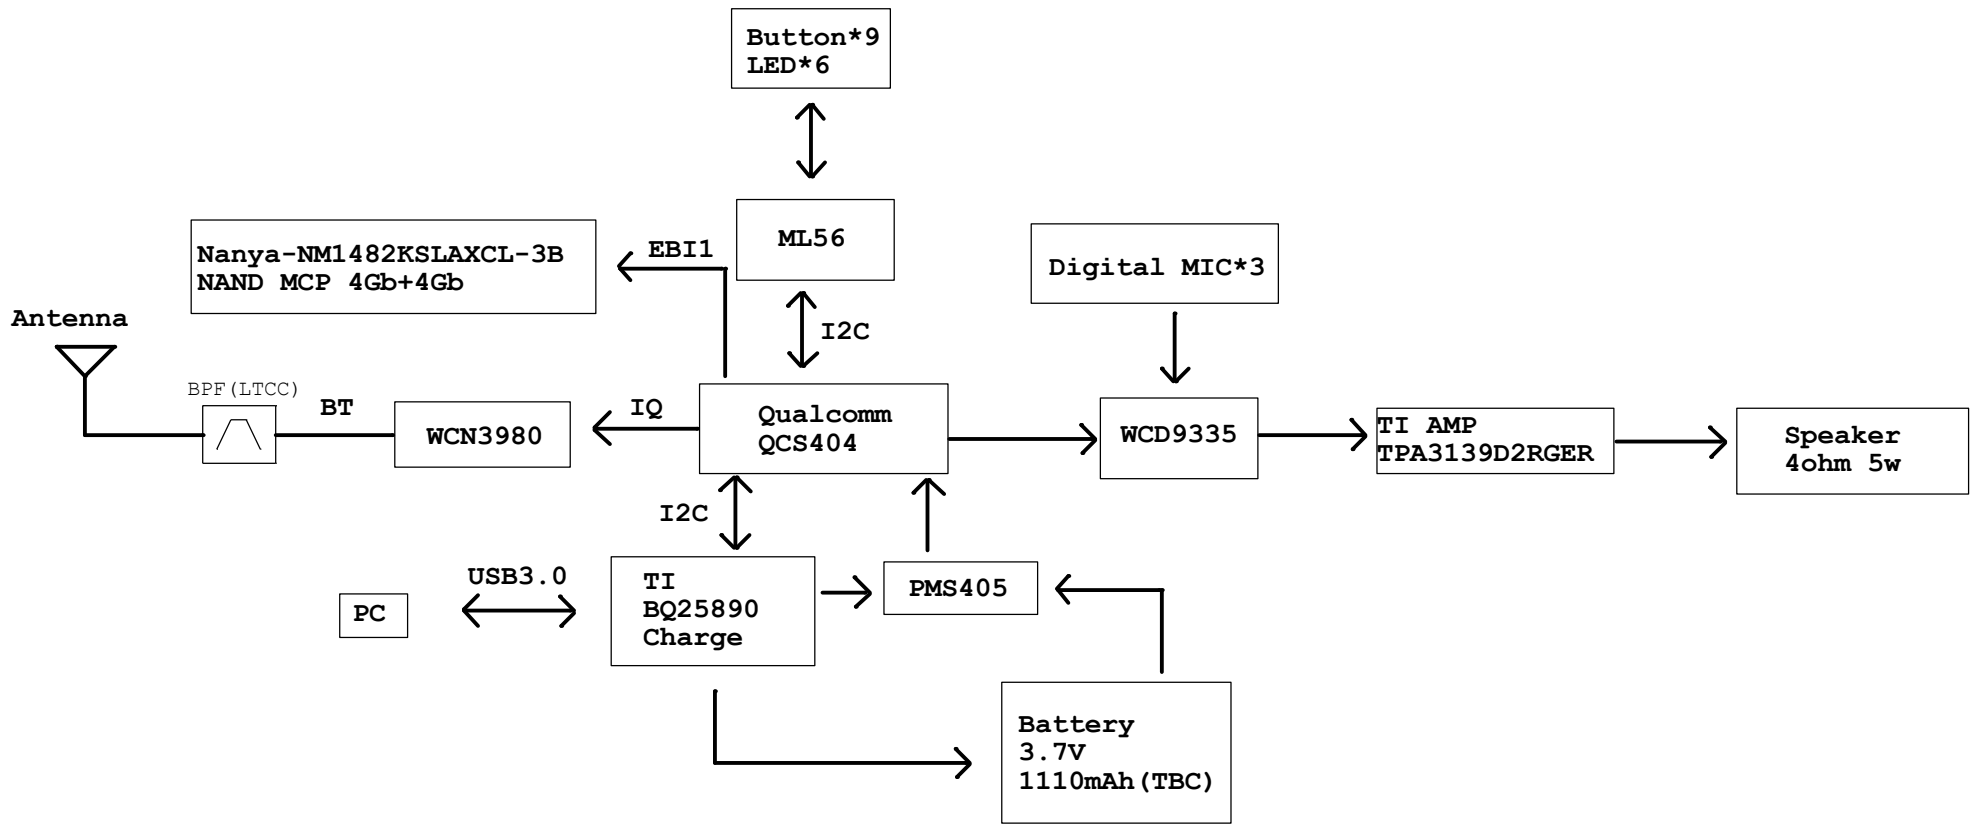 Button*9
LED*6
ML56
Nanya-NM1482KSLAXCL-3B
NAND MCP 4Gb+4Gb
EBI1
Digital MIC*3
Antenna
I2C
BPF(LTCC)
BT
WCN3980
IQ
Qualcomm
QCS404
WCD9335
TI AMP
TPA3139D2RGER
Speaker
4ohm 5w
I2C
PC
USB3.0
TI
BQ25890
Charge
PMS405
Battery
3.7V
1110mAh(TBC)